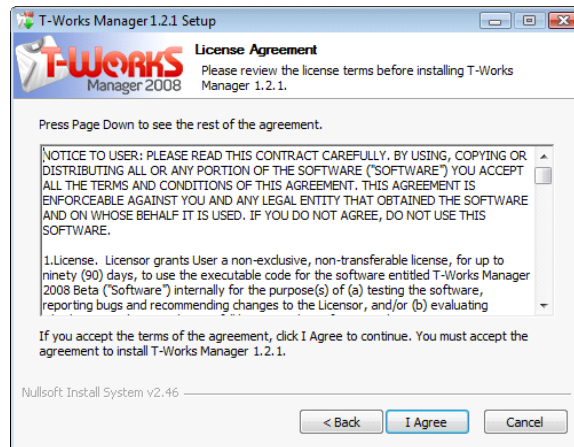 T-Works Manager 1.2.1 Setup
T-WORKS
Manager 2008
License Agreement
Please review the license terms before installing T-Works
Manager 1.2.1.
Press Page Down to see the rest of the agreement.
NOTICE TO USER: PLEASE READ THIS CONTRACT CAREFULLY. BY USING, COPYING OR
DISTRIBUTING ALL OR ANY PORTION OF THE SOFTWARE ("SOFTWARE") YOU ACCEPT
ALL THE TERMS AND CONDITIONS OF THIS AGREEMENT. THIS AGREEMENT IS
ENFORCEABLE AGAINST YOU AND ANY LEGAL ENTITY THAT OBTAINED THE SOFTWARE
AND ON WHOSE BEHALF IT IS USED. IF YOU DO NOT AGREE, DO NOT USE THIS
SOFTWARE.
1.License. Licensor grants User a non-exclusive, non-transferable license, for up to
ninety (90) days, to use the executable code for the software entitled T-Works Manager
2008 Beta ("Software") internally for the purpose(s) of (a) testing the software,
reporting bugs and recommending changes to the Licensor, and/or (b) evaluating
If you accept the terms of the agreement, click I Agree to continue. You must accept the
agreement to install T-Works Manager 1.2.1.
Nullsoft Install System v2.46
< Back
I Agree
Cancel